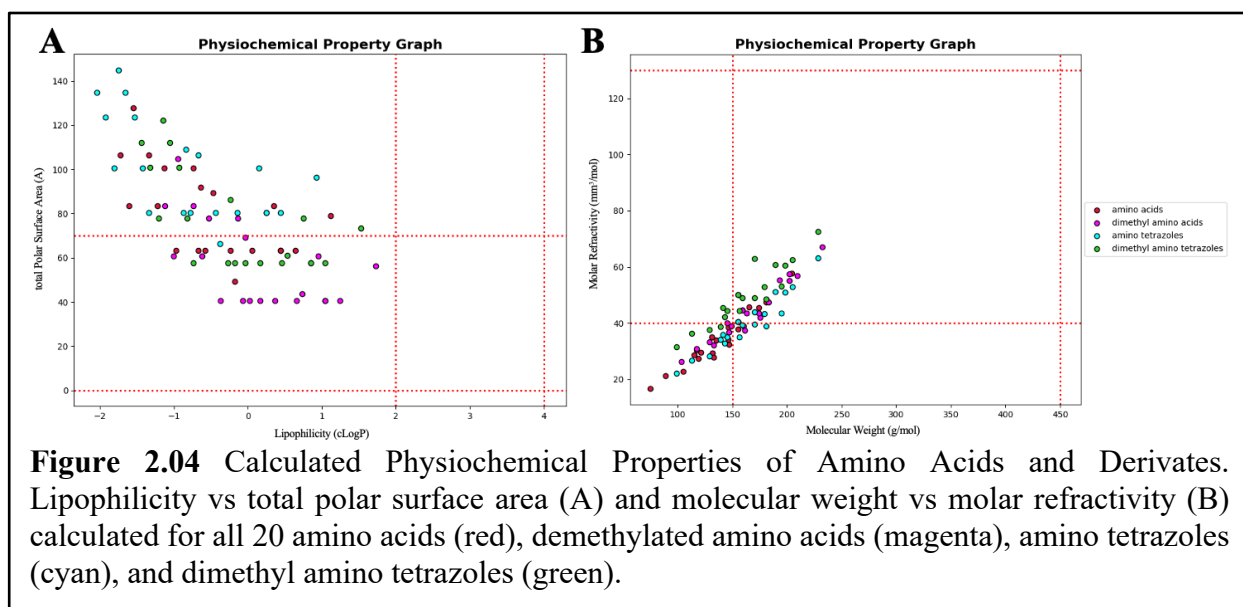 A
Physiochemical Property Graph
total Polar Surface Area (A)
140
120
100
80
60
40
20
0
−2
−1
0
1
2
3
4
Lipophilicity (cLogP)
B
Physiochemical Property Graph
Molar Refractivity (mm³/mol)
120
100
80
60
40
20
100
150
200
250
300
350
400
450
Molecular Weight (g/mol)
amino acids
dimethyl amino acids
amino tetrazoles
dimethyl amino tetrazoles
Figure 2.04 Calculated Physiochemical Properties of Amino Acids and Derivates.
Lipophilicity vs total polar surface area (A) and molecular weight vs molar refractivity (B)
calculated for all 20 amino acids (red), demethylated amino acids (magenta), amino tetrazoles
(cyan), and dimethyl amino tetrazoles (green).